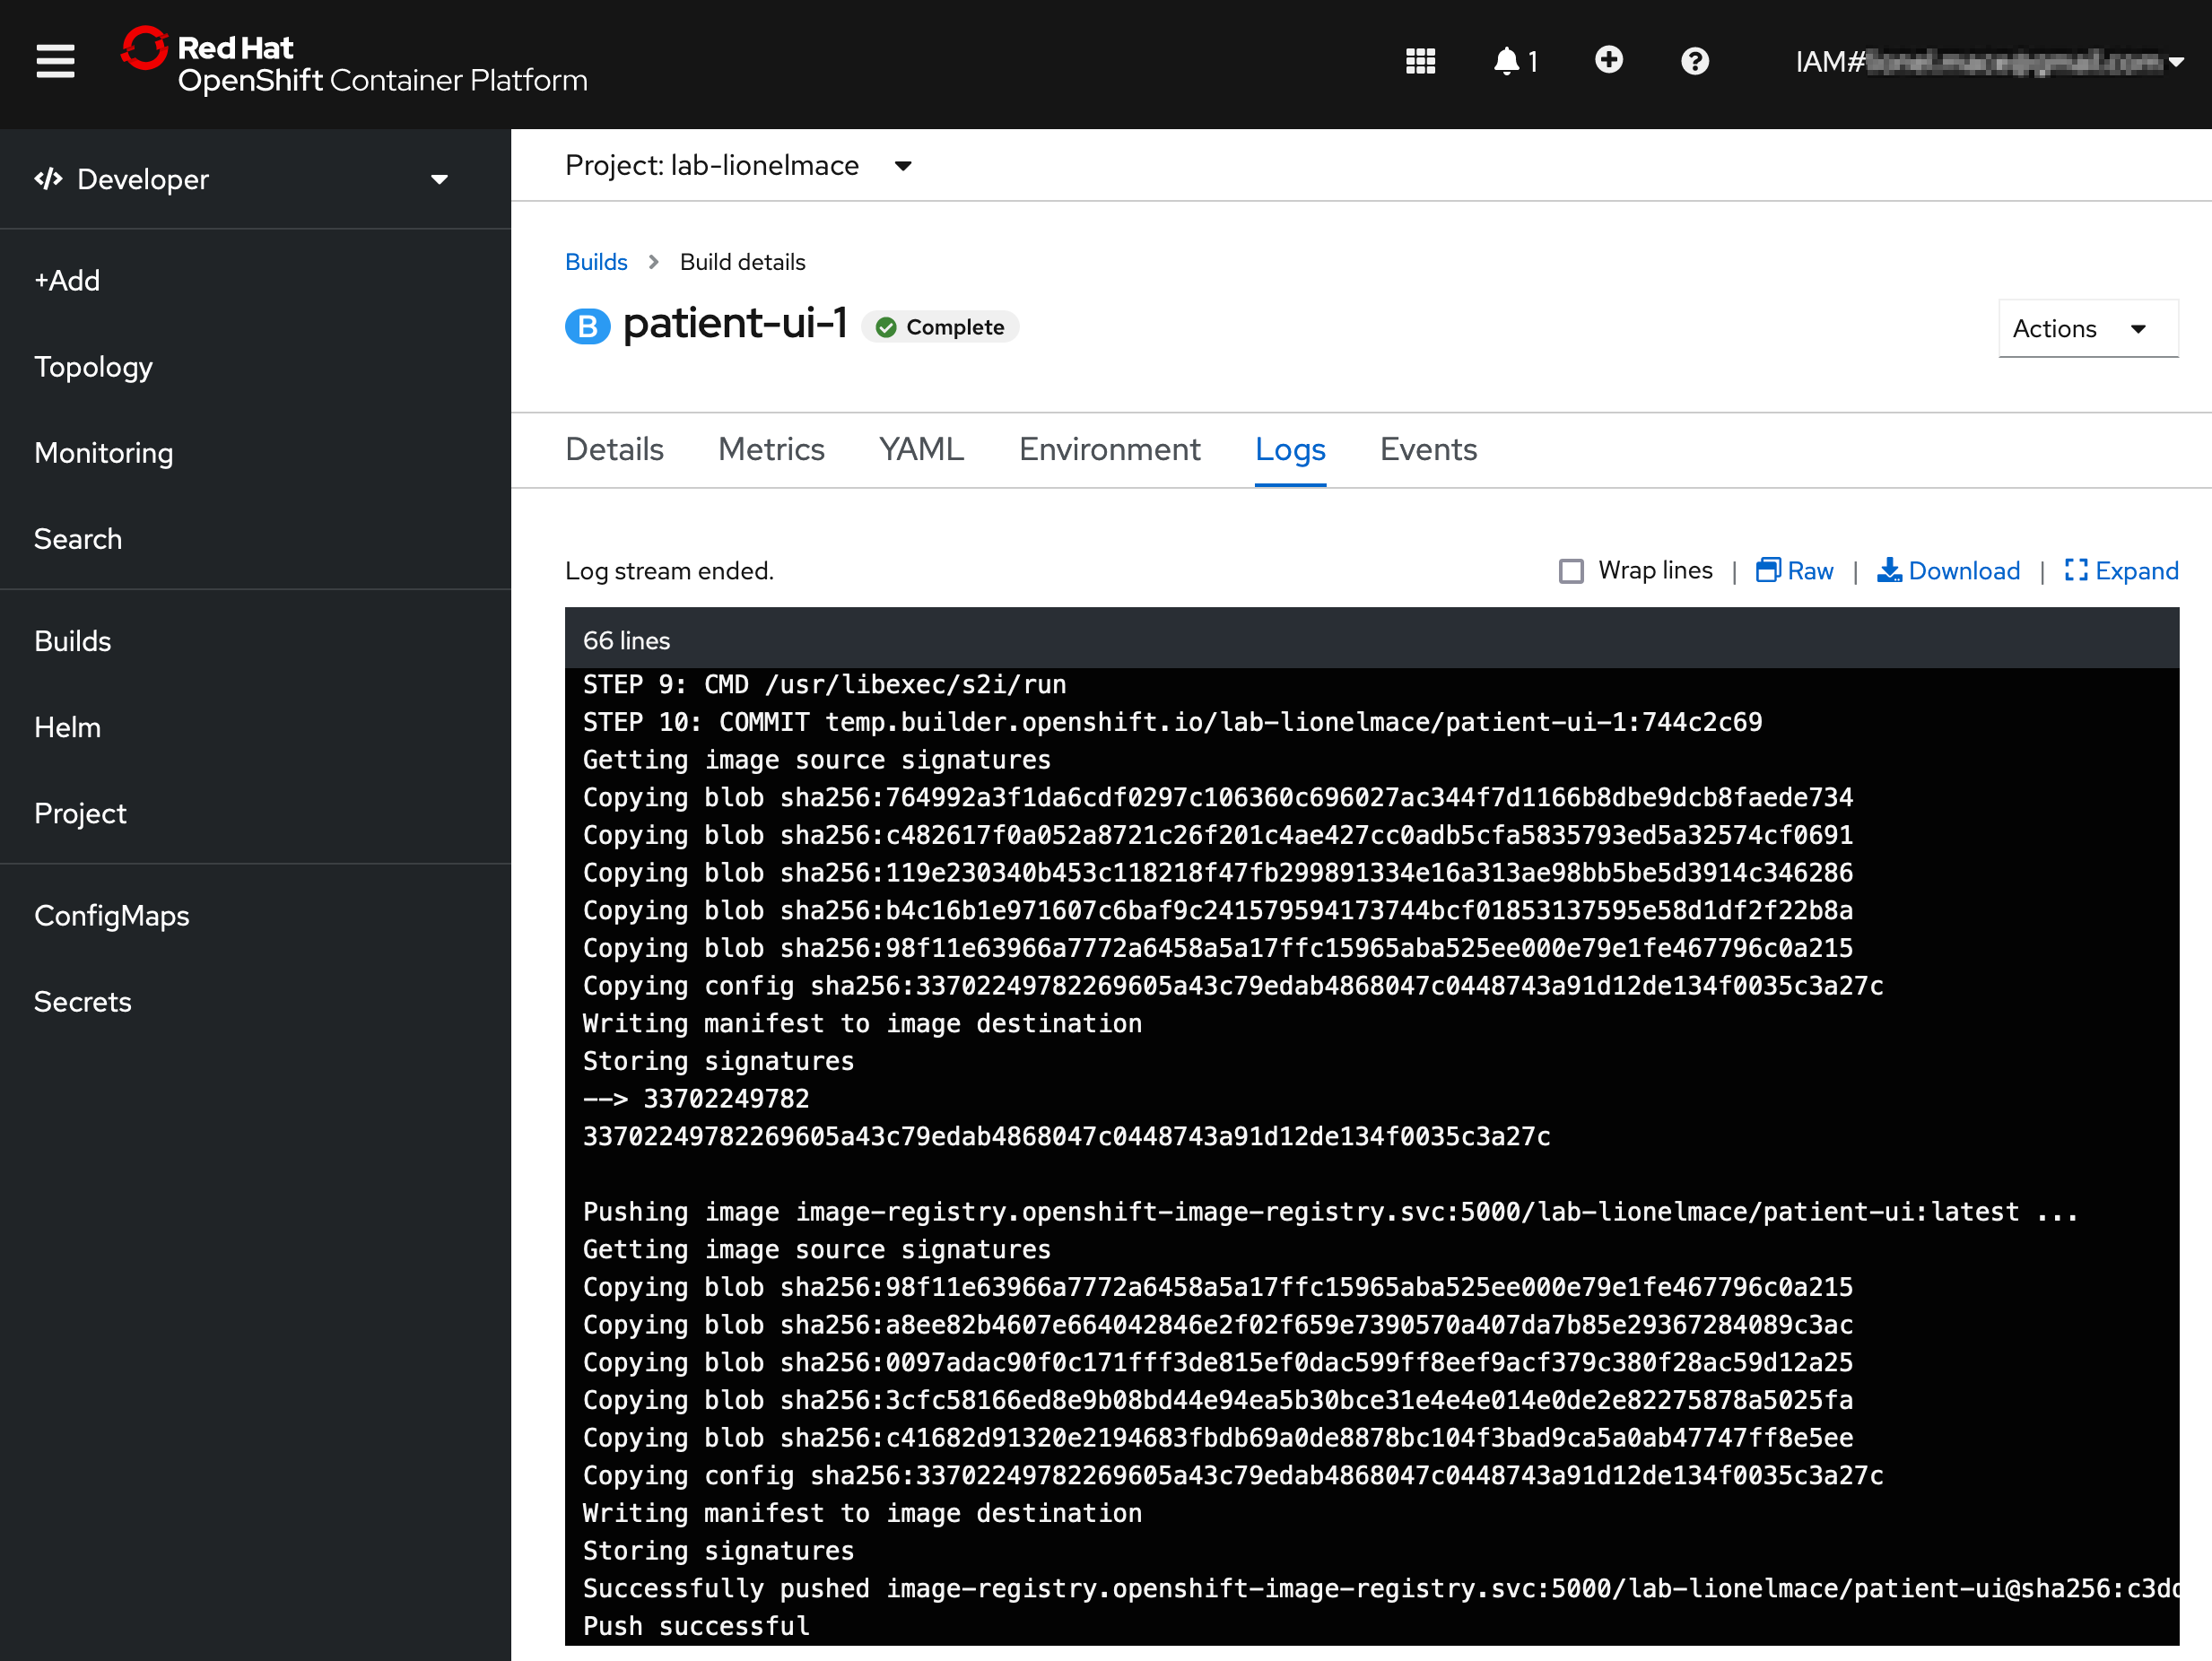 Red Hat
OpenShift Container Platform
1
IAM#
</> Developer
+Add
Topology
Monitoring
Search
Builds
Helm
Project
ConfigMaps
Secrets
Project: lab-lionelmace
Builds > Build details
B patient-ui-1 Complete
Actions
Details Metrics YAML Environment Logs Events
Log stream ended.
Wrap lines | Raw | Download | Expand
66 lines
STEP 9: CMD /usr/libexec/s2i/run
STEP 10: COMMIT temp.builder.openshift.io/lab-lionelmace/patient-ui-1:744c2c69
Getting image source signatures
Copying blob sha256:764992a3f1da6cdf0297c106360c696027ac344f7d1166b8dbe9dcb8faede734
Copying blob sha256:c482617f0a052a8721c26f201c4ae427cc0adb5cfa5835793ed5a32574cf0691
Copying blob sha256:119e230340b453c118218f47fb299891334e16a313ae98bb5be5d3914c346286
Copying blob sha256:b4c16b1e971607c6baf9c241579594173744bcf01853137595e58d1df2f22b8a
Copying blob sha256:98f11e63966a7772a6458a5a17ffc15965aba525ee000e79e1fe467796c0a215
Copying config sha256:33702249782269605a43c79edab4868047c0448743a91d12de134f0035c3a27c
Writing manifest to image destination
Storing signatures
--> 33702249782
33702249782269605a43c79edab4868047c0448743a91d12de134f0035c3a27c
Pushing image image-registry.openshift-image-registry.svc:5000/lab-lionelmace/patient-ui:latest ...
Getting image source signatures
Copying blob sha256:98f11e63966a7772a6458a5a17ffc15965aba525ee000e79e1fe467796c0a215
Copying blob sha256:a8ee82b4607e664042846e2f02f659e7390570a407da7b85e29367284089c3ac
Copying blob sha256:0097adac90f0c171fff3de815ef0dac599ff8eef9acf379c380f28ac59d12a25
Copying blob sha256:3cfc58166ed8e9b08bd44e94ea5b30bce31e4e4e014e0de2e82275878a5025fa
Copying blob sha256:c41682d91320e2194683fbdb69a0de8878bc104f3bad9ca5a0ab47747ff8e5ee
Copying config sha256:33702249782269605a43c79edab4868047c0448743a91d12de134f0035c3a27c
Writing manifest to image destination
Storing signatures
Successfully pushed image-registry.openshift-image-registry.svc:5000/lab-lionelmace/patient-ui@sha256:c3dd
Push successful